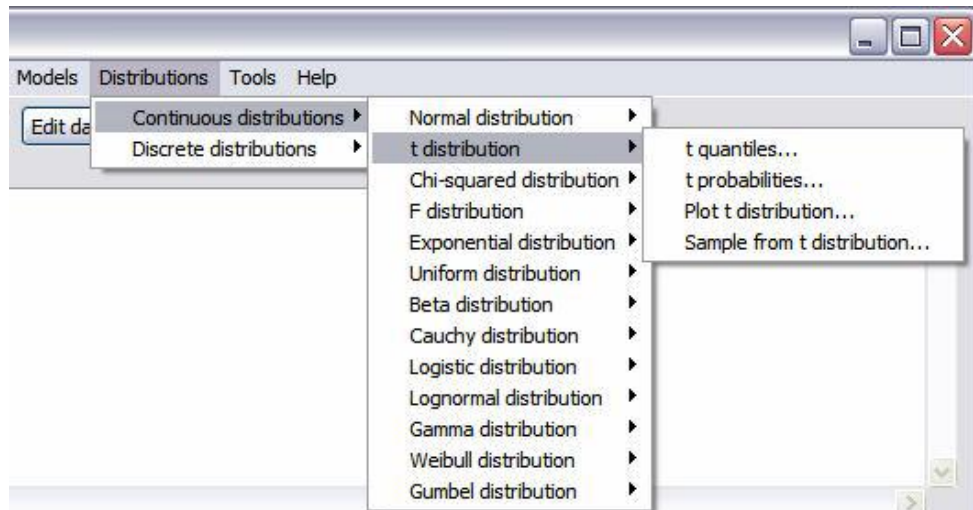 Models Distributions Tools Help
Edit da
Continuous distributions
Discrete distributions
Normal distribution
t distribution
Chi-squared distribution
F distribution
Exponential distribution
Uniform distribution
Beta distribution
Cauchy distribution
Logistic distribution
Lognormal distribution
Gamma distribution
Weibull distribution
Gumbel distribution
t quantiles...
t probabilities...
Plot t distribution...
Sample from t distribution...